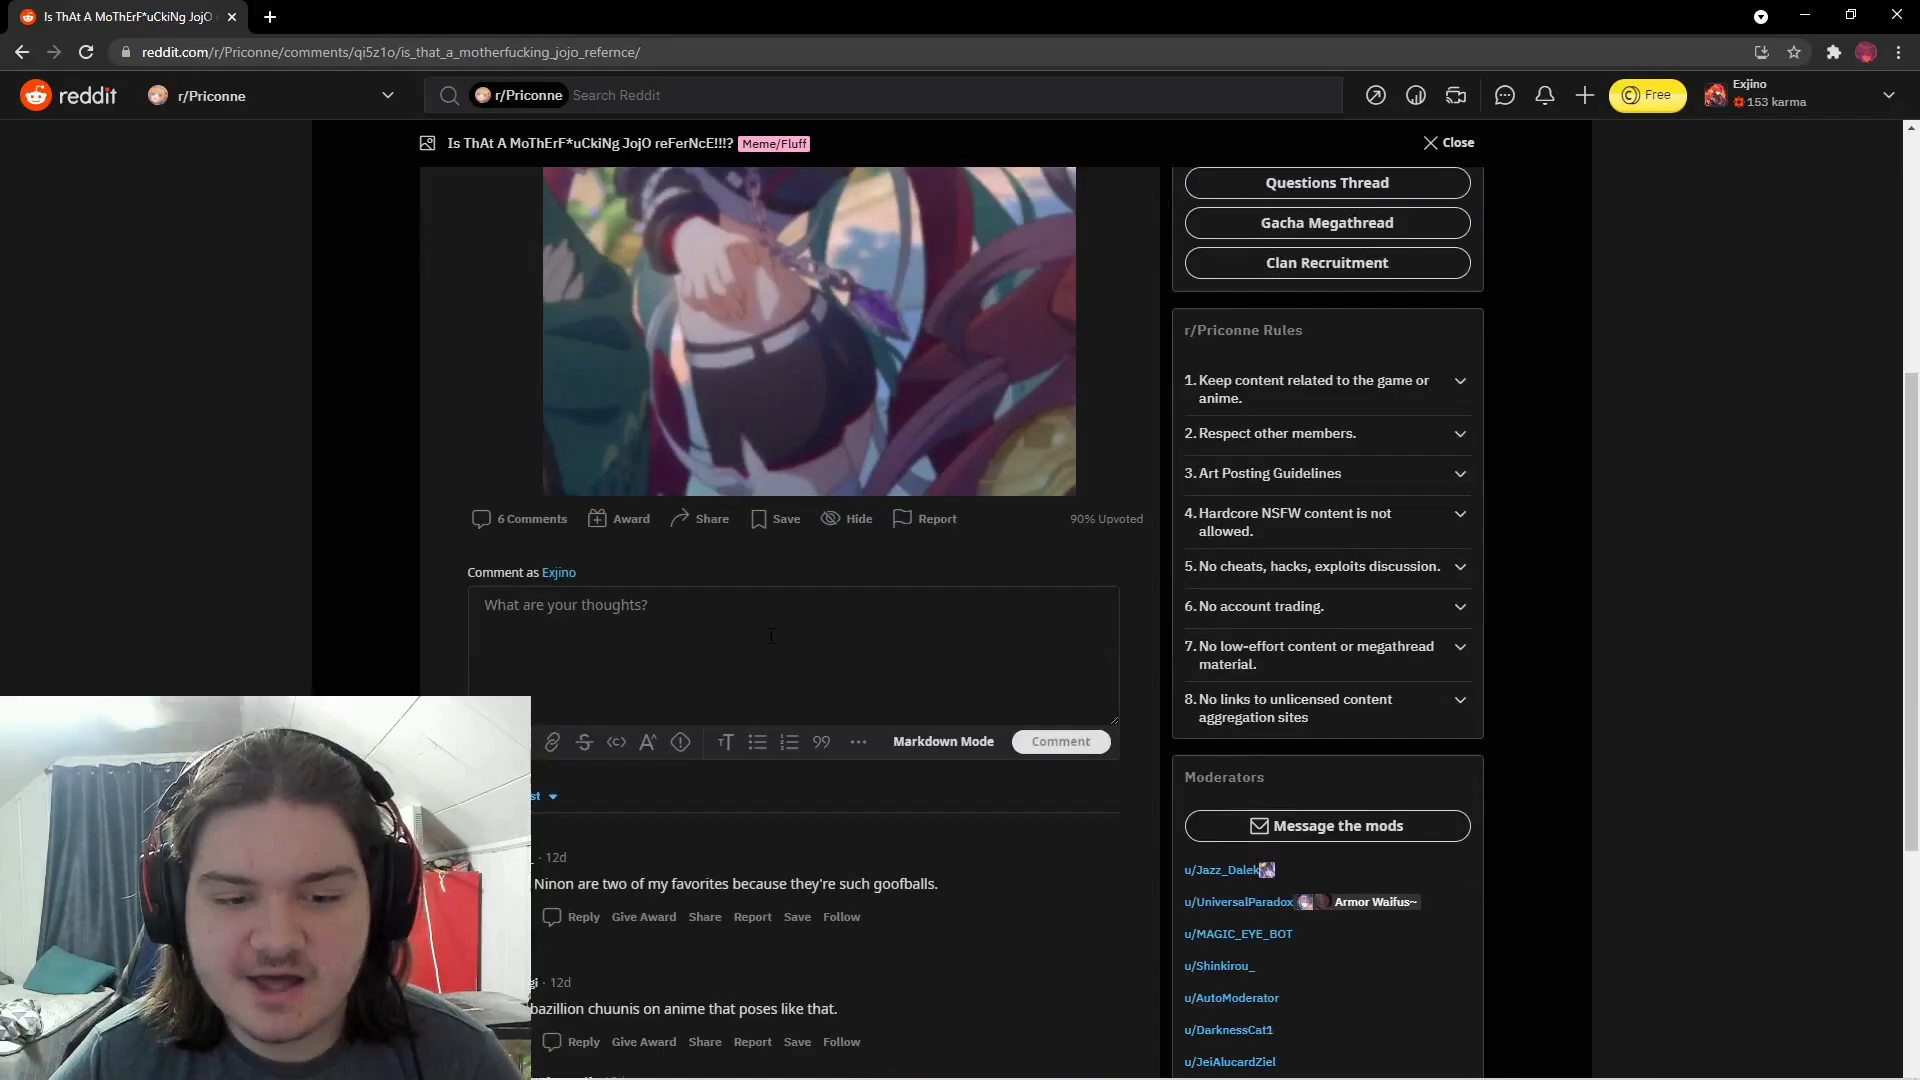 Is ThAt A MoThErF*uCkiNg JojO
reddit.com/r/Priconne/comments/qi5z1o/is_that_a_motherfucking_jojo_refernce/
reddit
r/Priconne
r/Priconne Search Reddit
Free
Exjino
153 karma
Is ThAt A MoThErF*uCkiNg JojO reFerNcE!!!? Meme/Fluff
Close
6 Comments Award Share Save Hide Report 90% Upvoted
Comment as Exjino
What are your thoughts?
Markdown Mode Comment
st
12d
Ninon are two of my favorites because they're such goofballs.
Reply Give Award Share Report Save Follow
gi · 12d
bazillion chuunis on anime that poses like that.
Reply Give Award Share Report Save Follow
Questions Thread
Gacha Megathread
Clan Recruitment
r/Priconne Rules
1. Keep content related to the game or
anime.
2. Respect other members.
3. Art Posting Guidelines
4. Hardcore NSFW content is not
allowed.
5. No cheats, hacks, exploits discussion.
6. No account trading.
7. No low-effort content or megathread
material.
8. No links to unlicensed content
aggregation sites
Moderators
Message the mods
u/Jazz_Dalek
u/UniversalParadox Armor Waifus~
u/MAGIC_EYE_BOT
u/Shinkirou_
u/AutoModerator
u/DarknessCat1
u/JeiAlucardZiel